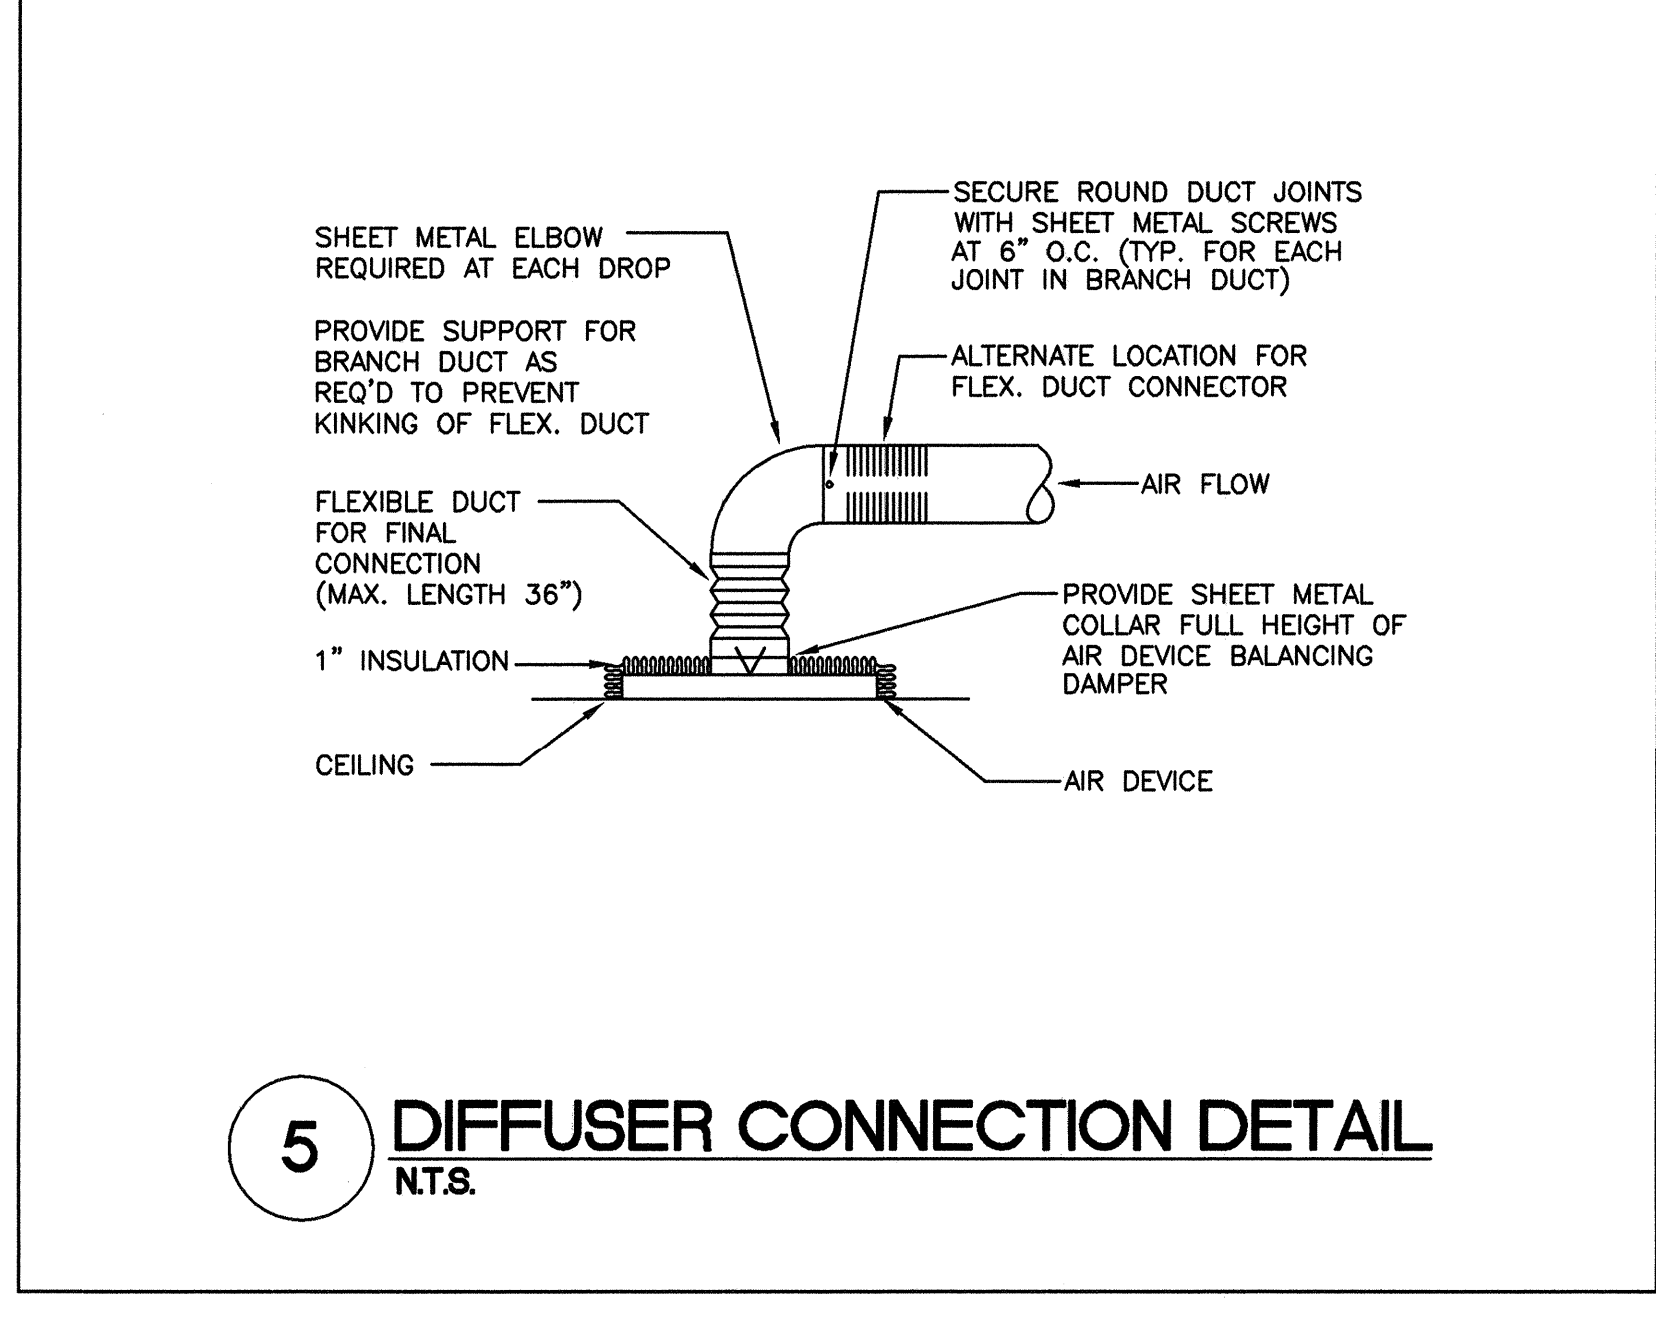 SHEET METAL ELBOW
REQUIRED AT EACH DROP
PROVIDE SUPPORT FOR
BRANCH DUCT AS
REQ'D TO PREVENT
KINKING OF FLEX. DUCT
FLEXIBLE DUCT
FOR FINAL
CONNECTION
(MAX. LENGTH 36")
1" INSULATION
CEILING
SECURE ROUND DUCT JOINTS
WITH SHEET METAL SCREWS
AT 6" O.C. (TYP. FOR EACH
JOINT IN BRANCH DUCT)
ALTERNATE LOCATION FOR
FLEX. DUCT CONNECTOR
AIR FLOW
PROVIDE SHEET METAL
COLLAR FULL HEIGHT OF
AIR DEVICE BALANCING
DAMPER
AIR DEVICE
5
DIFFUSER CONNECTION DETAIL
N.T.S.